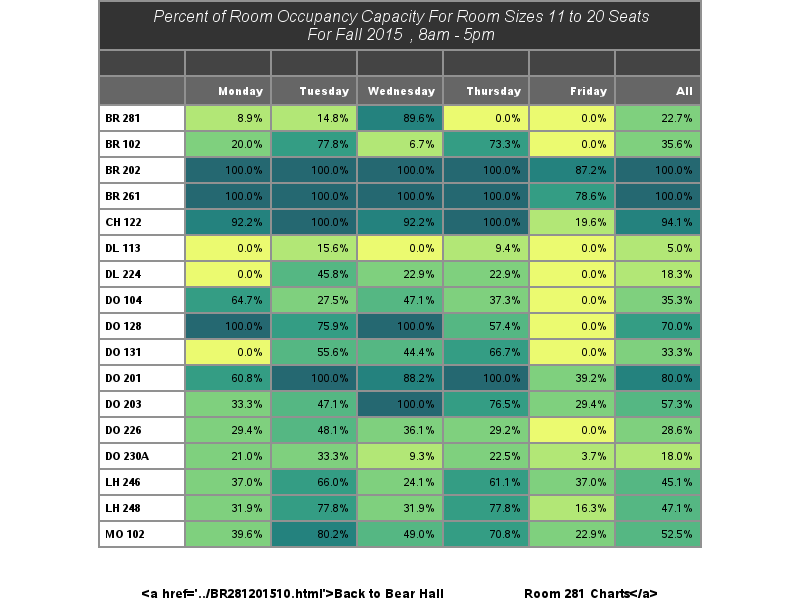 Percent of Room Occupancy Capacity For Room Sizes 11 to 20 Seats
For Fall 2015 , 8am - 5pm
Monday Tuesday Wednesday Thursday Friday All
BR 281 8.9% 14.8% 89.6% 0.0% 0.0% 22.7%
BR 102 20.0% 77.8% 6.7% 73.3% 0.0% 35.6%
BR 202 100.0% 100.0% 100.0% 100.0% 87.2% 100.0%
BR 261 100.0% 100.0% 100.0% 100.0% 78.6% 100.0%
CH 122 92.2% 100.0% 92.2% 100.0% 19.6% 94.1%
DL 113 0.0% 15.6% 0.0% 9.4% 0.0% 5.0%
DL 224 0.0% 45.8% 22.9% 22.9% 0.0% 18.3%
DO 104 64.7% 27.5% 47.1% 37.3% 0.0% 35.3%
DO 128 100.0% 75.9% 100.0% 57.4% 0.0% 70.0%
DO 131 0.0% 55.6% 44.4% 66.7% 0.0% 33.3%
DO 201 60.8% 100.0% 88.2% 100.0% 39.2% 80.0%
DO 203 33.3% 47.1% 100.0% 76.5% 29.4% 57.3%
DO 226 29.4% 48.1% 36.1% 29.2% 0.0% 28.6%
DO 230A 21.0% 33.3% 9.3% 22.5% 3.7% 18.0%
LH 246 37.0% 66.0% 24.1% 61.1% 37.0% 45.1%
LH 248 31.9% 77.8% 31.9% 77.8% 16.3% 47.1%
MO 102 39.6% 80.2% 49.0% 70.8% 22.9% 52.5%
<a href='../BR281201510.html'>Back to Bear Hall Room 281 Charts</a>